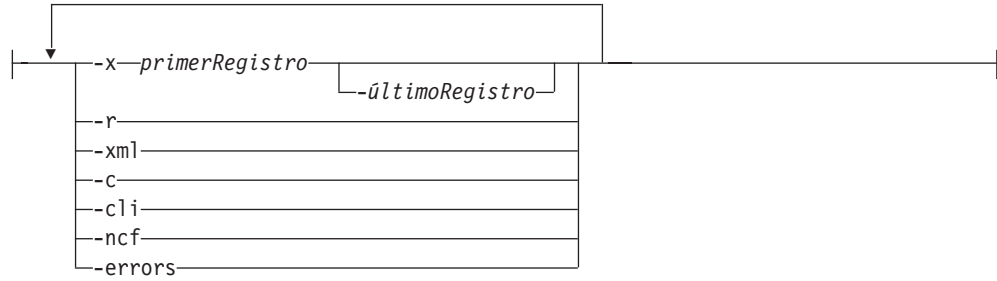 -x primerRegistro
-últimoRegistro
-r
-xml
-c
-cli
-ncf
-errors